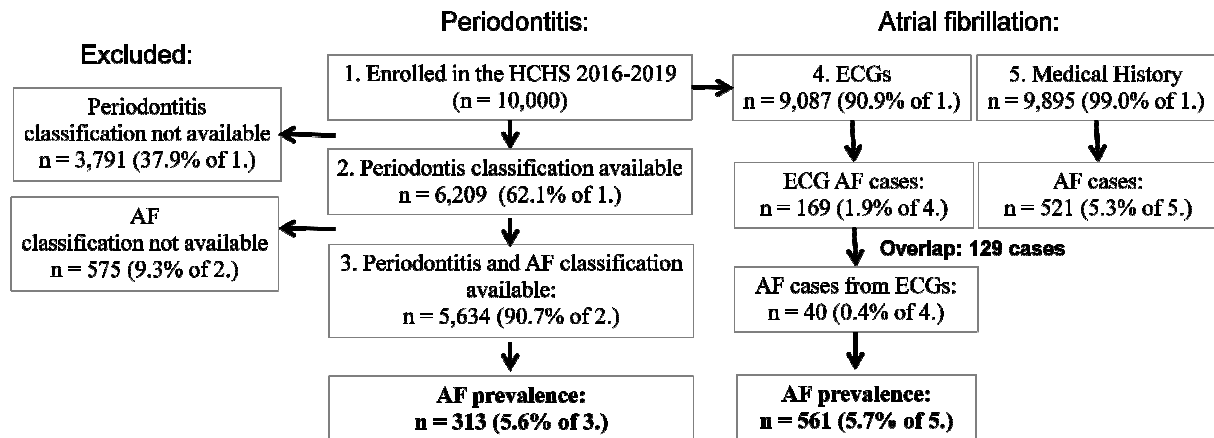 Excluded:
Periodontitis
classification not available
n = 3,791 (37.9% of 1.)
AF
classification not available
n = 575 (9.3% of 2.)
Periodontitis:
1. Enrolled in the HCHS 2016-2019
(n = 10,000)
2. Periodontis classification available
n = 6,209 (62.1% of 1.)
3. Periodontitis and AF classification
available:
n = 5,634 (90.7% of 2.)
AF prevalence:
n = 313 (5.6% of 3.)
Atrial fibrillation:
4. ECGs
n = 9,087 (90.9% of 1.)
5. Medical History
n = 9,895 (99.0% of 1.)
ECG AF cases:
n = 169 (1.9% of 4.)
AF cases:
n = 521 (5.3% of 5.)
Overlap: 129 cases
AF cases from ECGs:
n = 40 (0.4% of 4.)
AF prevalence:
n = 561 (5.7% of 5.)